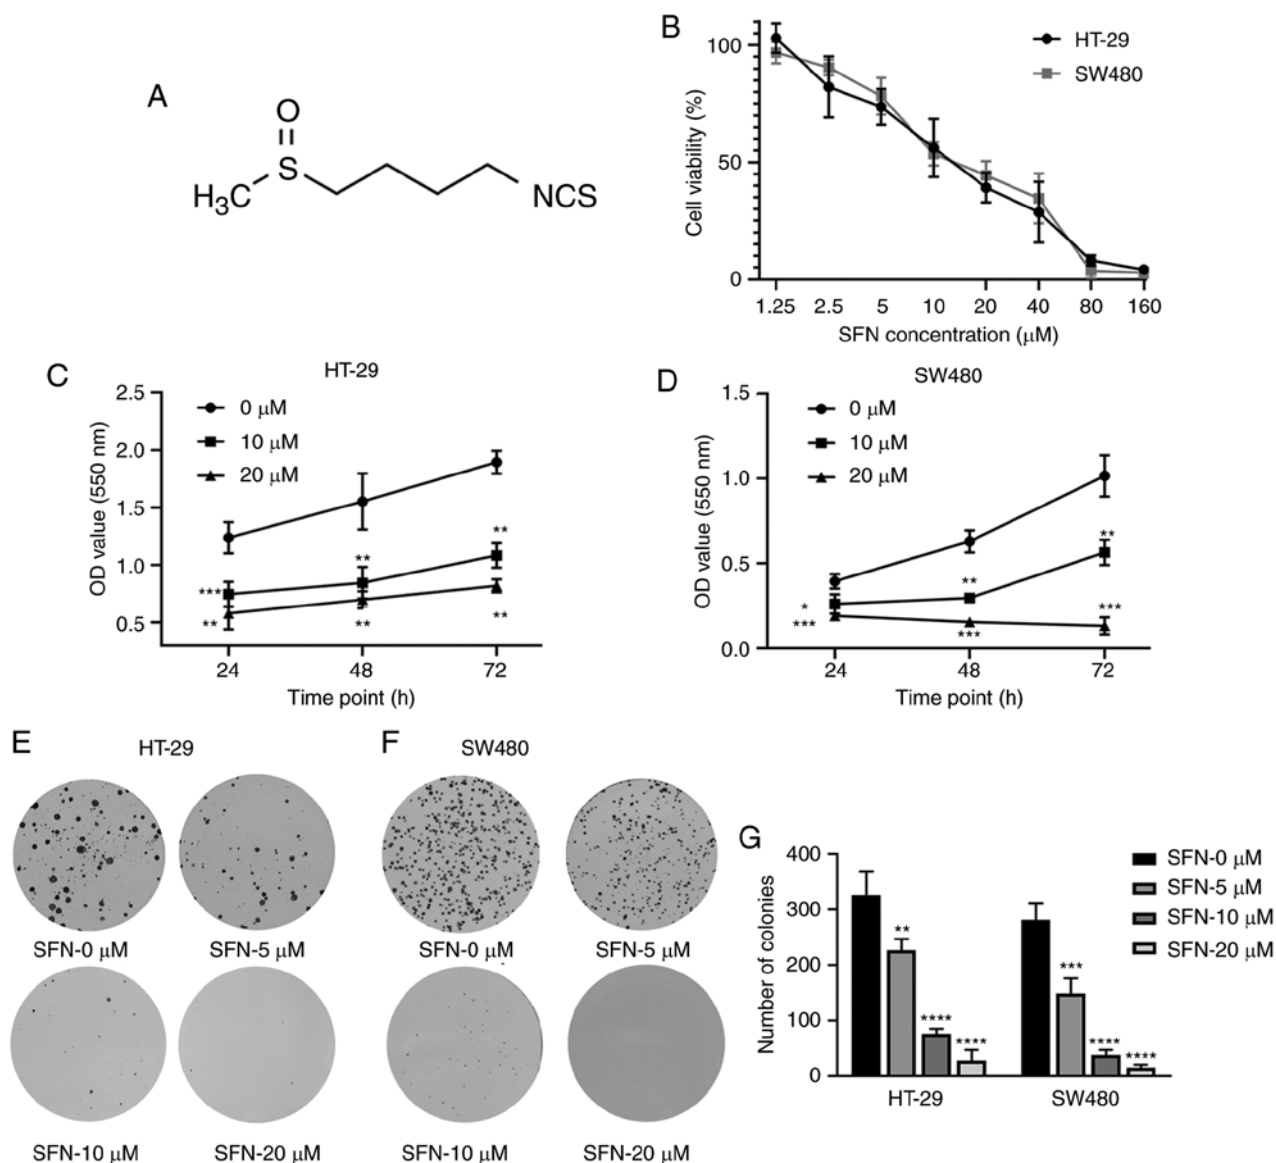 A
O
S
H3C
NCS
B
HT-29
SW480
Cell viability (%)
100
50
0
1.25 2.5 5 10 20 40 80 160
SFN concentration (μM)
C
HT-29
0 μM
10 μM
20 μM
OD value (550 nm)
2.5
2.0
1.5
1.0
0.5
**
**
***
**
**
**
24 48 72
Time point (h)
D
SW480
0 μM
10 μM
20 μM
OD value (550 nm)
1.5
1.0
0.5
0.0
**
**
*
***
***
***
24 48 72
Time point (h)
E
HT-29
SFN-0 μM SFN-5 μM
SFN-10 μM SFN-20 μM
F
SW480
SFN-0 μM SFN-5 μM
SFN-10 μM SFN-20 μM
G
Number of colonies
400
300
200
100
0
** **** ****
*** **** ****
HT-29 SW480
SFN-0 μM
SFN-5 μM
SFN-10 μM
SFN-20 μM